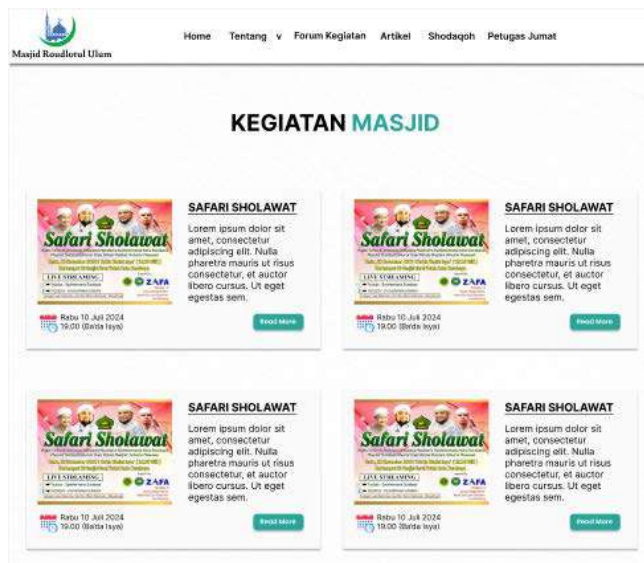 Masjid Roudlotul Ulum
Home Tentang v Forum Kegiatan Artikel Shodaqoh Petugas Jumat
KEGIATAN MASJID
Safari Sholawat
LIVE STREAMING
ZAFA
SAFARI SHOLAWAT
Lorem ipsum dolor sit
amet, consectetur
adipiscing elit. Nulla
pharetra mauris ut risus
consectetur, et auctor
libero cursus. Ut eget
egestas sem.
Rabu 10 Juli 2024
19.00 (Ba'da Isya)
Read More
Safari Sholawat
LIVE STREAMING
ZAFA
SAFARI SHOLAWAT
Lorem ipsum dolor sit
amet, consectetur
adipiscing elit. Nulla
pharetra mauris ut risus
consectetur, et auctor
libero cursus. Ut eget
egestas sem.
Rabu 10 Juli 2024
19.00 (Ba'da Isya)
Read More
Safari Sholawat
LIVE STREAMING
ZAFA
SAFARI SHOLAWAT
Lorem ipsum dolor sit
amet, consectetur
adipiscing elit. Nulla
pharetra mauris ut risus
consectetur, et auctor
libero cursus. Ut eget
egestas sem.
Rabu 10 Juli 2024
19.00 (Ba'da Isya)
Read More
Safari Sholawat
LIVE STREAMING
ZAFA
SAFARI SHOLAWAT
Lorem ipsum dolor sit
amet, consectetur
adipiscing elit. Nulla
pharetra mauris ut risus
consectetur, et auctor
libero cursus. Ut eget
egestas sem.
Rabu 10 Juli 2024
19.00 (Ba'da Isya)
Read More